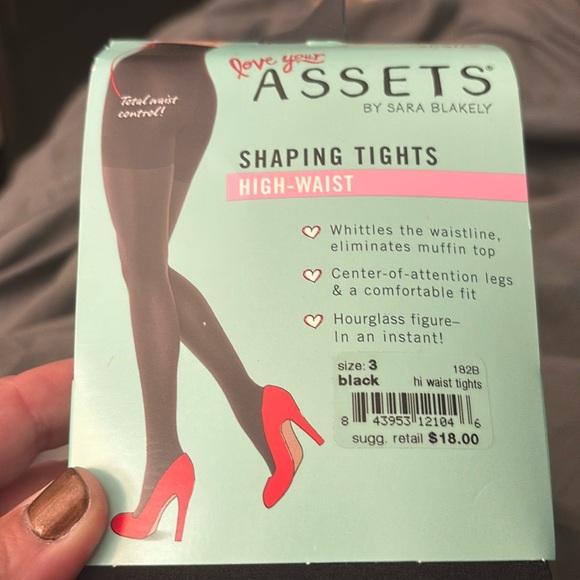 love your
ASSETS®
BY SARA BLAKELY
Total waist
control!
SHAPING TIGHTS
HIGH-WAIST
Whittles the waistline,
eliminates muffin top
Center-of-attention legs
& a comfortable fit
Hourglass figure–
In an instant!
size: 3 182B
black hi waist tights
8 43953 12104 6
sugg. retail $18.00